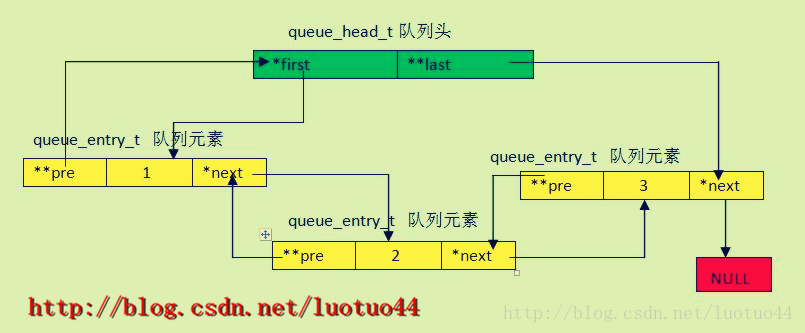 queue_head_t 队列头
*first **last
queue_entry_t 队列元素
**pre 1 *next
queue_entry_t 队列元素
**pre 3 *next
queue_entry_t 队列元素
**pre 2 *next
NULL
http://blog.csdn.net/luotuo44
http://blog.csdn.net/luotuo44